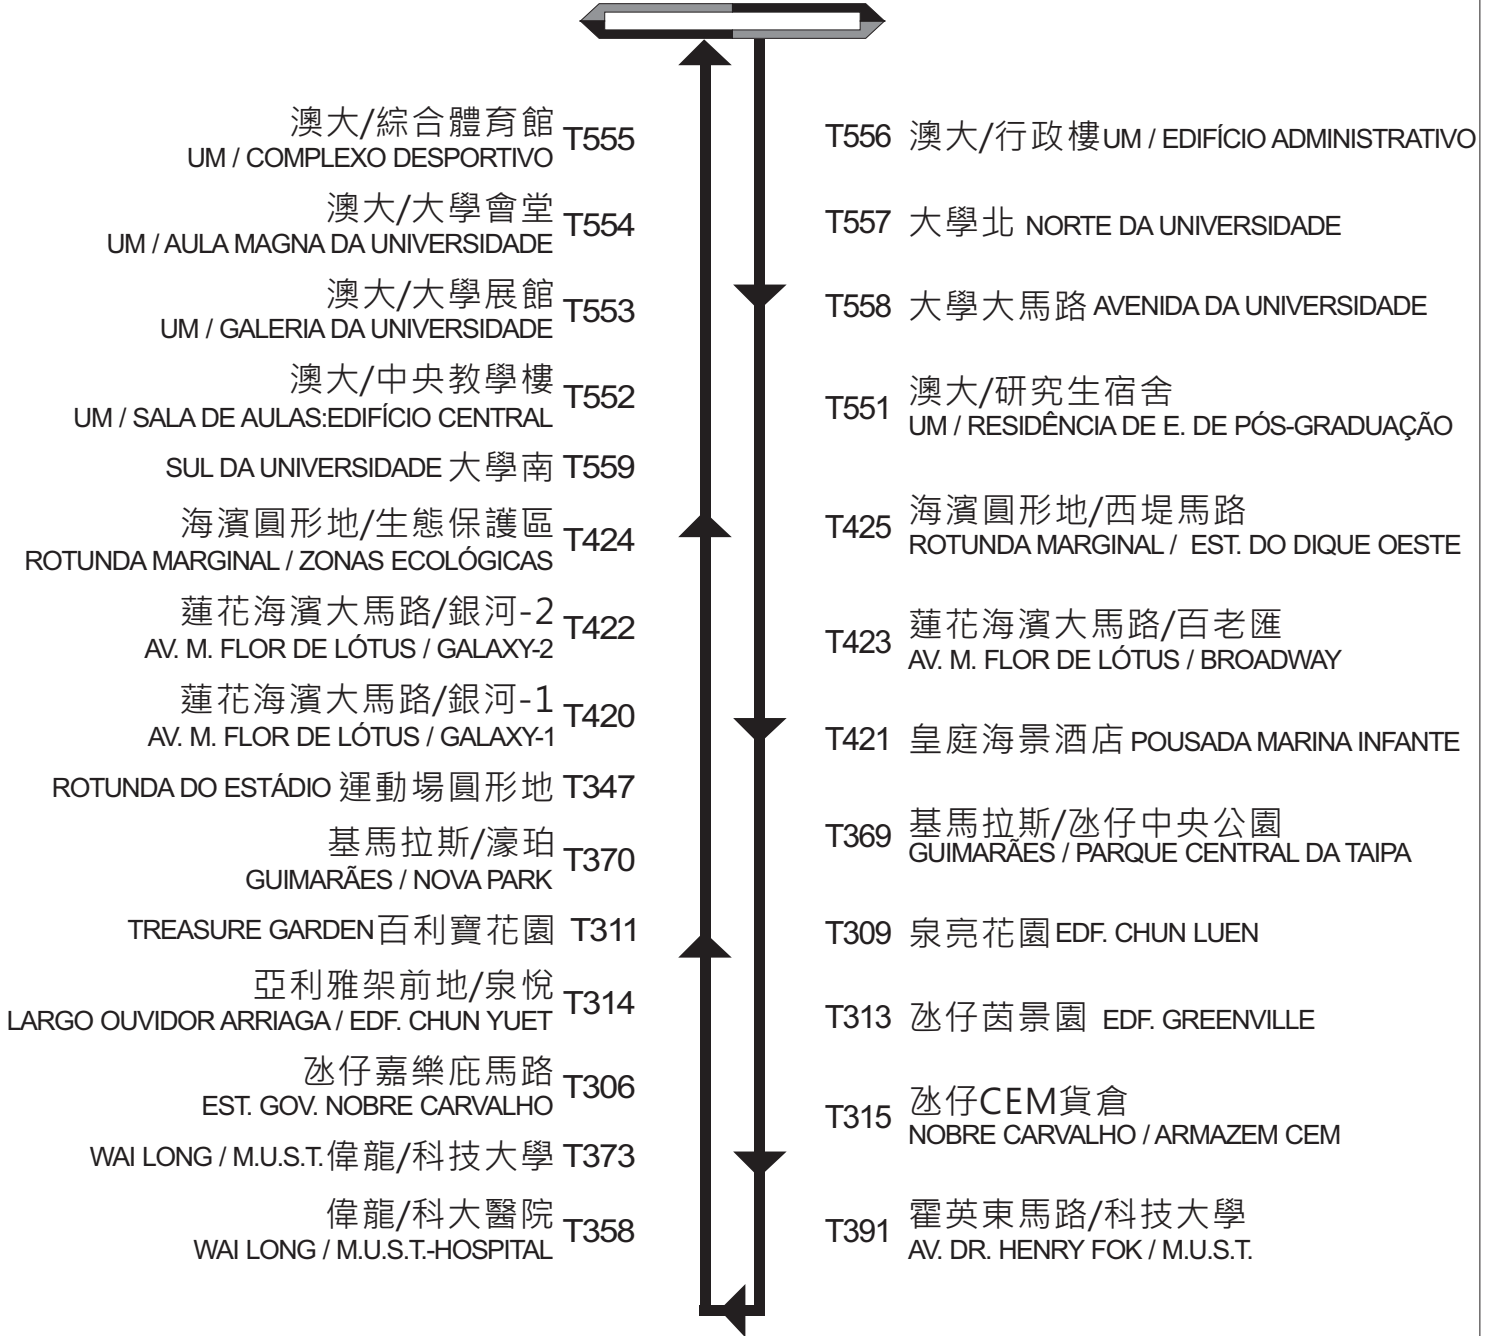 澳大/綜合體育館
UM / COMPLEXO DESPORTIVO
T555
澳大/大學會堂
UM / AULA MAGNA DA UNIVERSIDADE
T554
澳大/大學展館
UM / GALERIA DA UNIVERSIDADE
T553
澳大/中央教學樓
UM / SALA DE AULAS:EDIFÍCIO CENTRAL
T552
SUL DA UNIVERSIDADE 大學南 T559
海濱圓形地/生態保護區
ROTUNDA MARGINAL / ZONAS ECOLÓGICAS
T424
蓮花海濱大馬路/銀河-2
AV. M. FLOR DE LÓTUS / GALAXY-2
T422
蓮花海濱大馬路/銀河-1
AV. M. FLOR DE LÓTUS / GALAXY-1
T420
ROTUNDA DO ESTÁDIO 運動場圓形地 T347
基馬拉斯/濠珀
GUIMARÃES / NOVA PARK
T370
TREASURE GARDEN百利寶花園 T311
亞利雅架前地/泉悅
LARGO OUVIDOR ARRIAGA / EDF. CHUN YUET
T314
氹仔嘉樂庇馬路
EST. GOV. NOBRE CARVALHO
T306
WAI LONG / M.U.S.T.偉龍/科技大學 T373
偉龍/科大醫院
WAI LONG / M.U.S.T.-HOSPITAL
T358
T556 澳大/行政樓UM / EDIFÍCIO ADMINISTRATIVO
T557 大學北 NORTE DA UNIVERSIDADE
T558 大學大馬路 AVENIDA DA UNIVERSIDADE
T551
澳大/研究生宿舍
UM / RESIDÊNCIA DE E. DE PÓS-GRADUAÇÃO
T425
海濱圓形地/西堤馬路
ROTUNDA MARGINAL / EST. DO DIQUE OESTE
T423
蓮花海濱大馬路/百老匯
AV. M. FLOR DE LÓTUS / BROADWAY
T421 皇庭海景酒店 POUSADA MARINA INFANTE
T369
基馬拉斯/氹仔中央公園
GUIMARÃES / PARQUE CENTRAL DA TAIPA
T309 泉亮花園 EDF. CHUN LUEN
T313 氹仔茵景園 EDF. GREENVILLE
T315
氹仔CEM貨倉
NOBRE CARVALHO / ARMAZEM CEM
T391
霍英東馬路/科技大學
AV. DR. HENRY FOK / M.U.S.T.